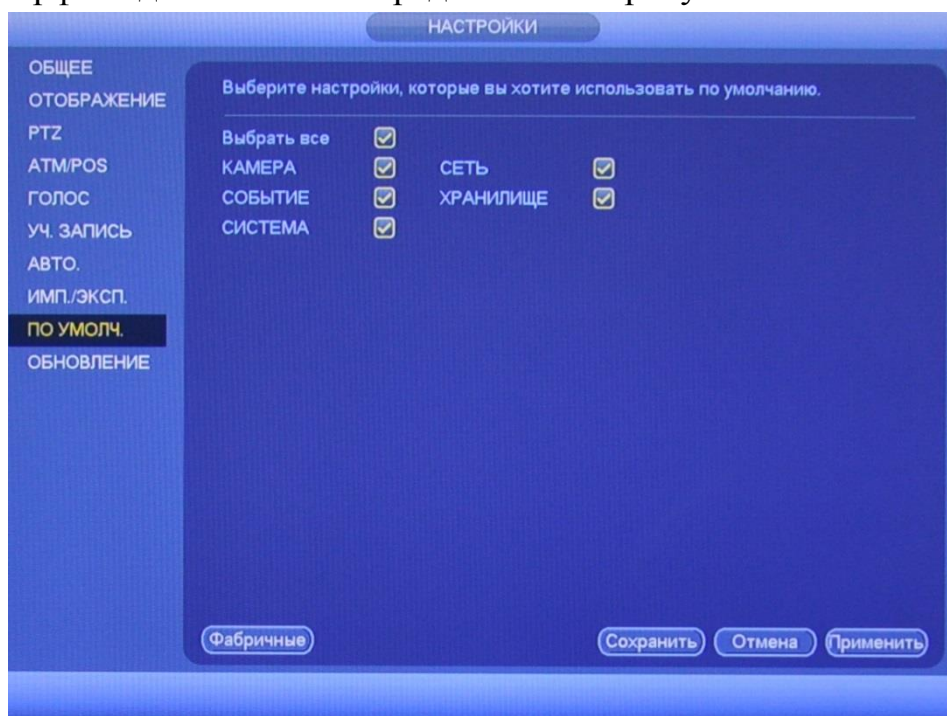 НАСТРОЙКИ
ОБЩЕЕ
ОТОБРАЖЕНИЕ
PTZ
ATM/POS
ГОЛОС
УЧ. ЗАПИСЬ
АВТО.
ИМП./ЭКСП.
ПО УМОЛЧ.
ОБНОВЛЕНИЕ
Выберите настройки, которые вы хотите использовать по умолчанию.
Выбрать все
КАМЕРА СЕТЬ
СОБЫТИЕ ХРАНИЛИЩЕ
СИСТЕМА
Фабричные Сохранить Отмена Применить